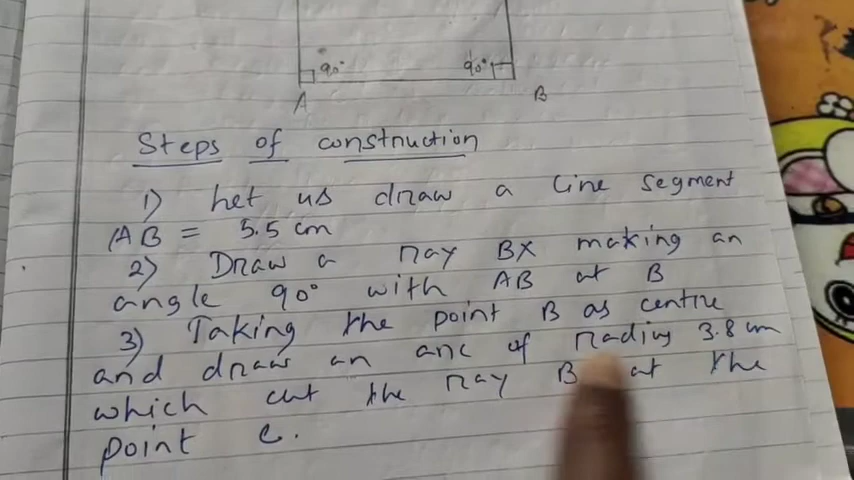 90°
90°
A
B
Steps of construction
1) Let us draw a line segment
AB = 5.5 cm
2) Draw a ray BX making an
angle 90° with AB at B
3) Taking the point B as centre
and draw an arc of radius 3.8 cm
which cut the ray B at the
point C.